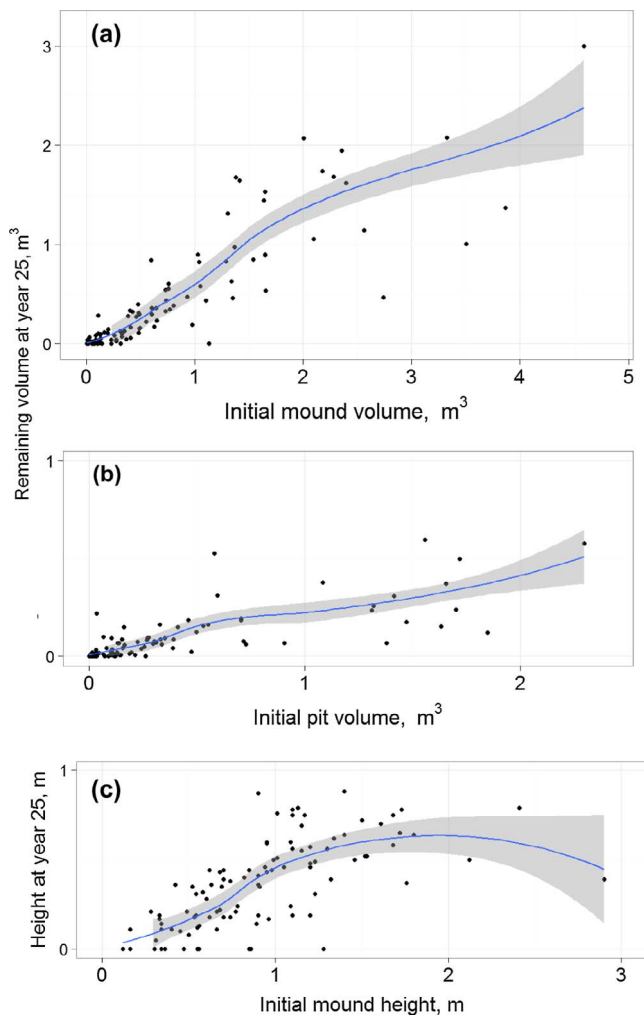 (a)
3
2
1
0
0 1 2 3 4 5
Initial mound volume, m³
Remaining volume at year 25, m³
(b)
1
0
0 1 2
Initial pit volume, m³
(c)
1
0
Height at year 25, m
0 1 2 3
Initial mound height, m